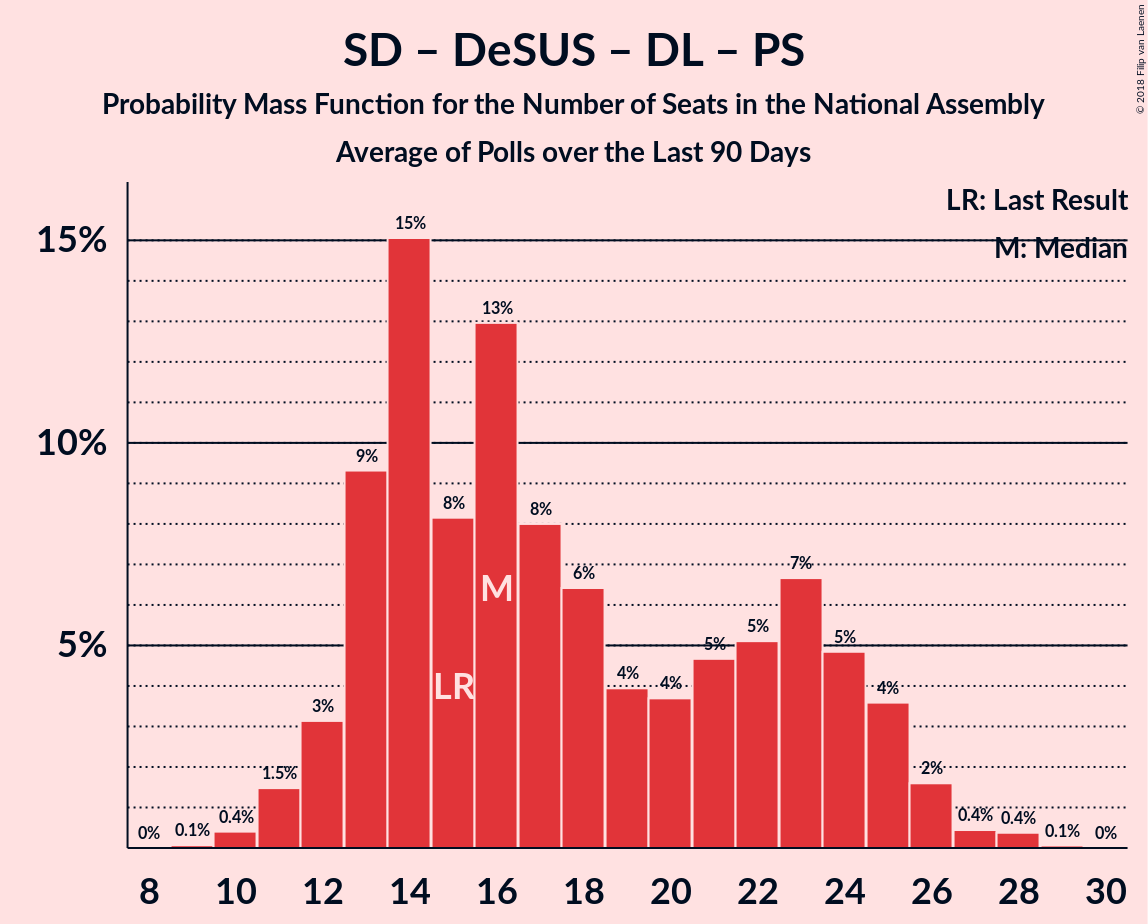 SD – DeSUS – DL – PS
Probability Mass Function for the Number of Seats in the National Assembly
Average of Polls over the Last 90 Days
© 2018 Filip van Laenen
LR: Last Result
M: Median
15%
10%
5%
0%
0.1%
0.4%
1.5%
3%
9%
15%
8%
13%
8%
6%
4%
4%
5%
5%
7%
5%
4%
2%
0.4%
0.4%
0.1%
0%
LR
M
8 10 12 14 16 18 20 22 24 26 28 30